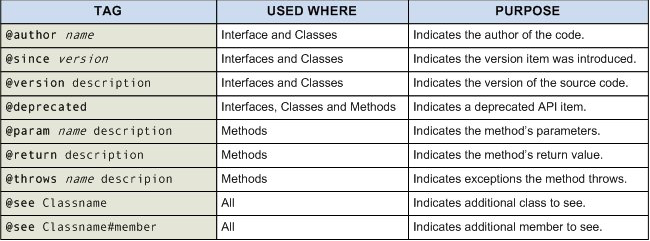 TAG USED WHERE PURPOSE
@author name Interface and Classes Indicates the author of the code.
@since version Interfaces and Classes Indicates the version item was introduced.
@version description Interfaces and Classes Indicates the version of the source code.
@deprecated Interfaces, Classes and Methods Indicates a deprecated API item.
@param name description Methods Indicates the method's parameters.
@return description Methods Indicates the method's return value.
@throws name descripion Methods Indicates exceptions the method throws.
@see Classname All Indicates additional class to see.
@see Classname#member All Indicates additional member to see.